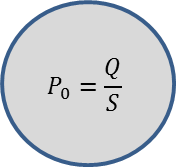 P₀ = Q/S